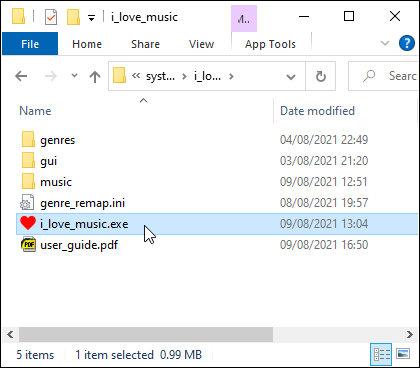 i_love_music
File
Home
Share
View
App Tools
syst...
i_lo...
Searc
Name
Date modified
genres
04/08/2021 22:49
gui
03/08/2021 21:20
music
09/08/2021 12:51
genre_remap.ini
08/08/2021 19:57
i_love_music.exe
09/08/2021 13:04
PDF
user_guide.pdf
09/08/2021 16:50
5 items
1 item selected 0.99 MB